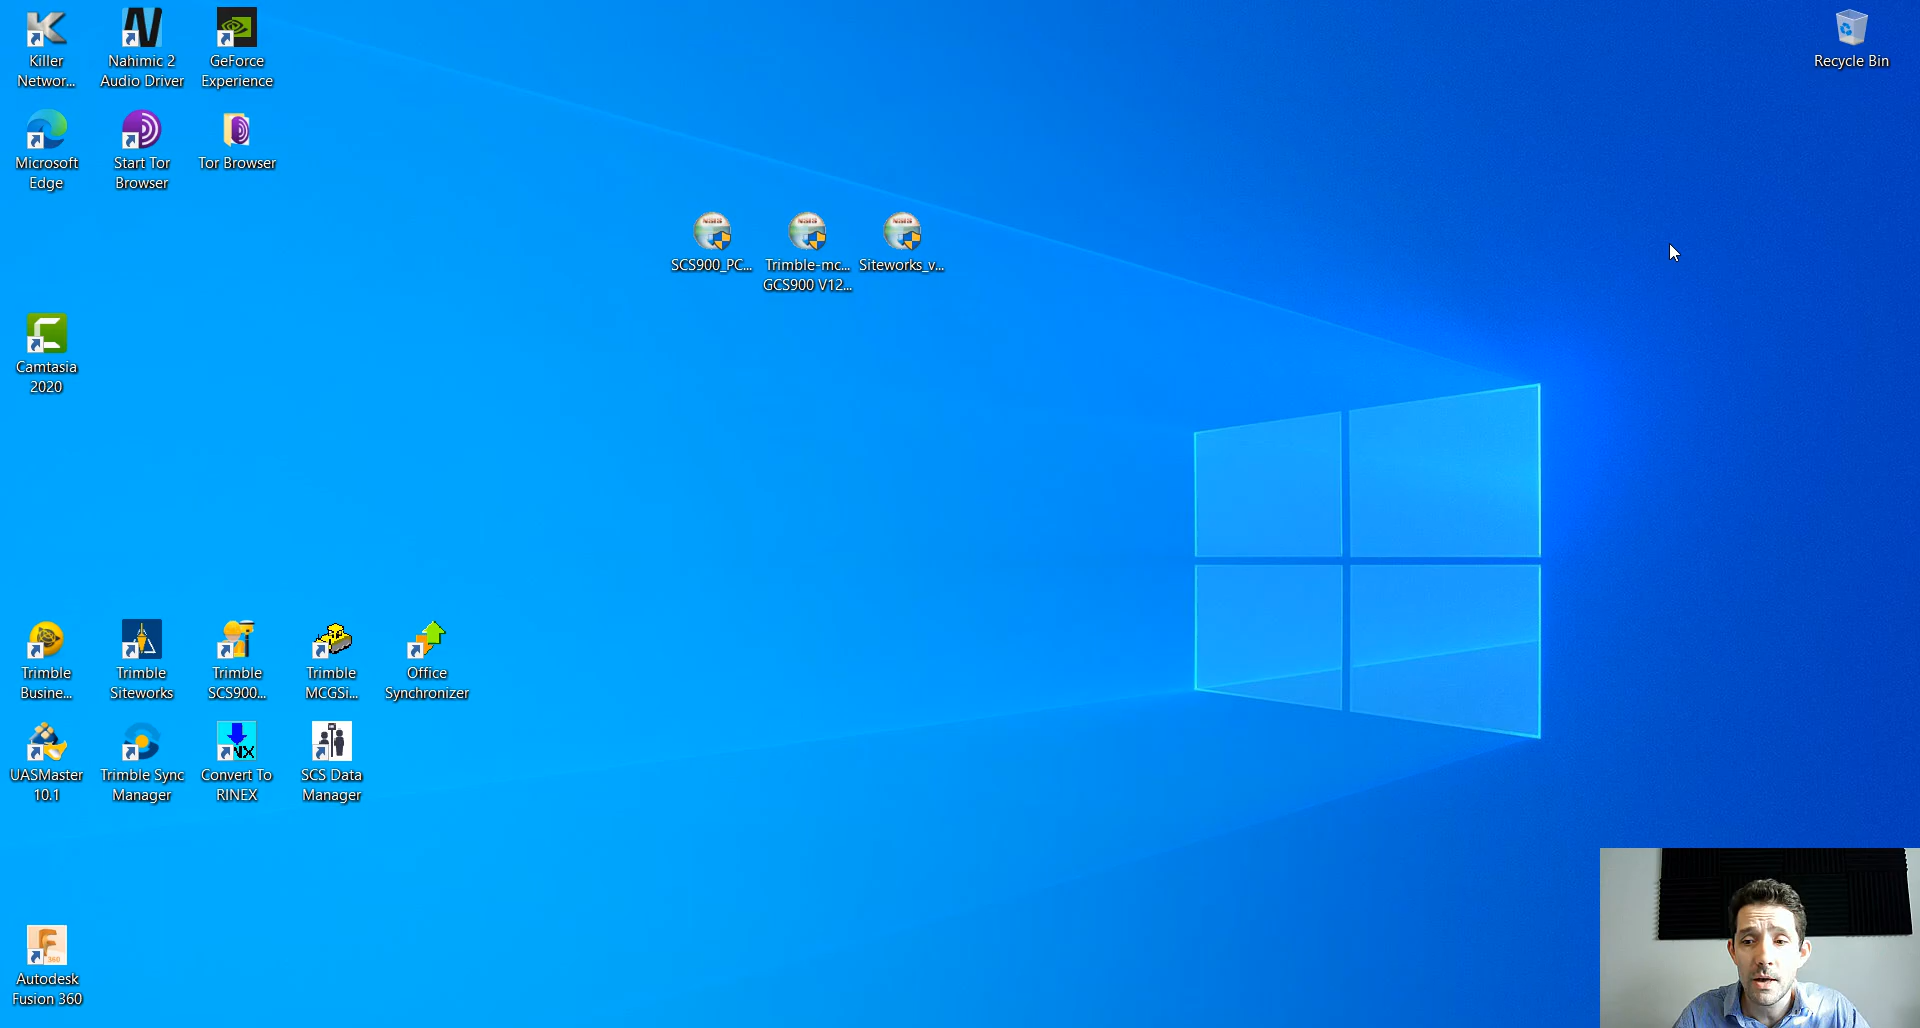 Killer
Networ...
Nahimic 2
Audio Driver
GeForce
Experience
Recycle Bin
Microsoft
Edge
Start Tor
Browser
Tor Browser
SCS900_PC...
Trimble-mc...
GCS900 V12...
Siteworks_v...
Camtasia
2020
Trimble
Busine...
Trimble
Siteworks
Trimble
SCS900...
Trimble
MCGSi...
Office
Synchronizer
NX
UASMaster
10.1
Trimble Sync
Manager
Convert To
RINEX
SCS Data
Manager
360
Autodesk
Fusion 360